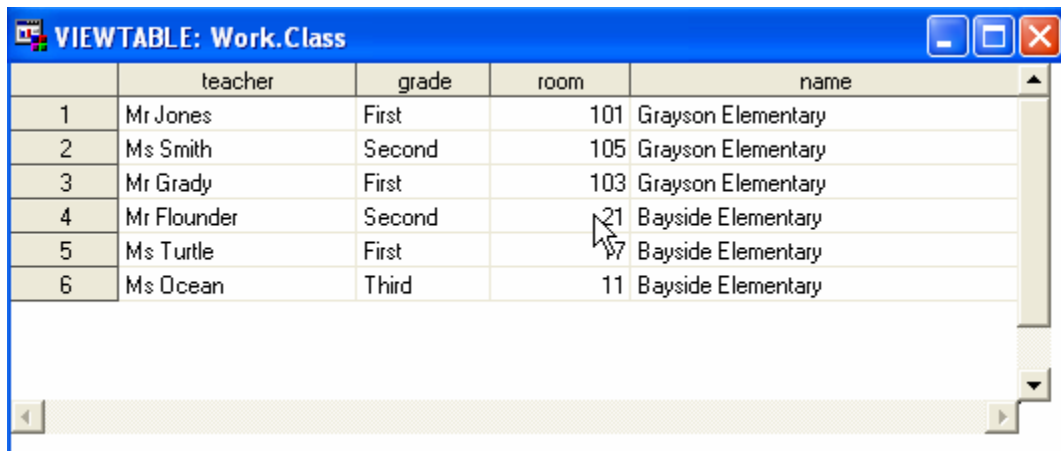 VIEWTABLE: Work.Class
teacher grade room name
1 Mr Jones First 101 Grayson Elementary
2 Ms Smith Second 105 Grayson Elementary
3 Mr Grady First 103 Grayson Elementary
4 Mr Flounder Second 21 Bayside Elementary
5 Ms Turtle First Bayside Elementary
6 Ms Ocean Third 11 Bayside Elementary